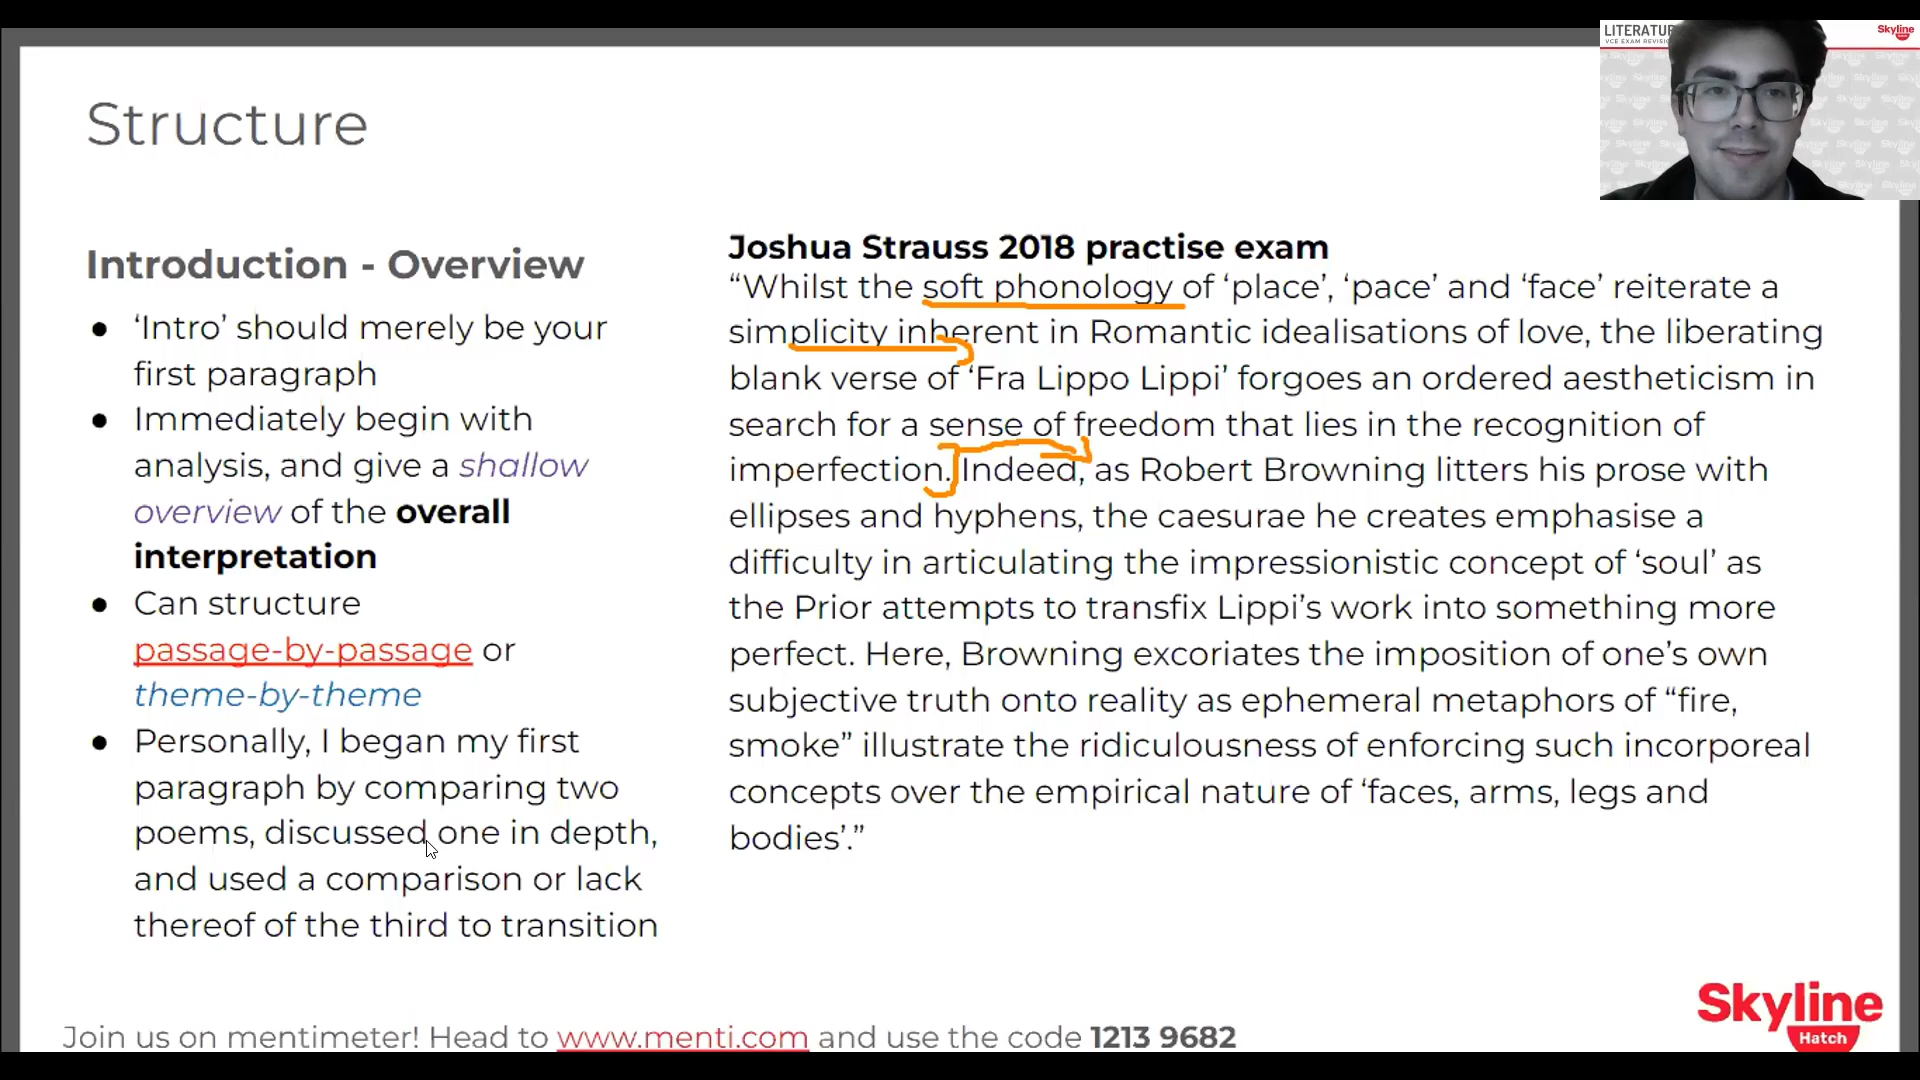 LITERATUR
VCE EXAM REVISIO
Skyline
Structure
Introduction - Overview
● ‘Intro’ should merely be your
first paragraph
● Immediately begin with
analysis, and give a shallow
overview of the overall
interpretation
● Can structure
passage-by-passage or
theme-by-theme
● Personally, I began my first
paragraph by comparing two
poems, discussed one in depth,
and used a comparison or lack
thereof of the third to transition
Joshua Strauss 2018 practise exam
“Whilst the soft phonology of ‘place’, ‘pace’ and ‘face’ reiterate a
simplicity inherent in Romantic idealisations of love, the liberating
blank verse of ‘Fra Lippo Lippi’ forgoes an ordered aestheticism in
search for a sense of freedom that lies in the recognition of
imperfection. Indeed, as Robert Browning litters his prose with
ellipses and hyphens, the caesurae he creates emphasise a
difficulty in articulating the impressionistic concept of ‘soul’ as
the Prior attempts to transfix Lippi’s work into something more
perfect. Here, Browning excoriates the imposition of one’s own
subjective truth onto reality as ephemeral metaphors of “fire,
smoke” illustrate the ridiculousness of enforcing such incorporeal
concepts over the empirical nature of ‘faces, arms, legs and
bodies’.”
Join us on mentimeter! Head to www.menti.com and use the code 1213 9682
Skyline
Hatch